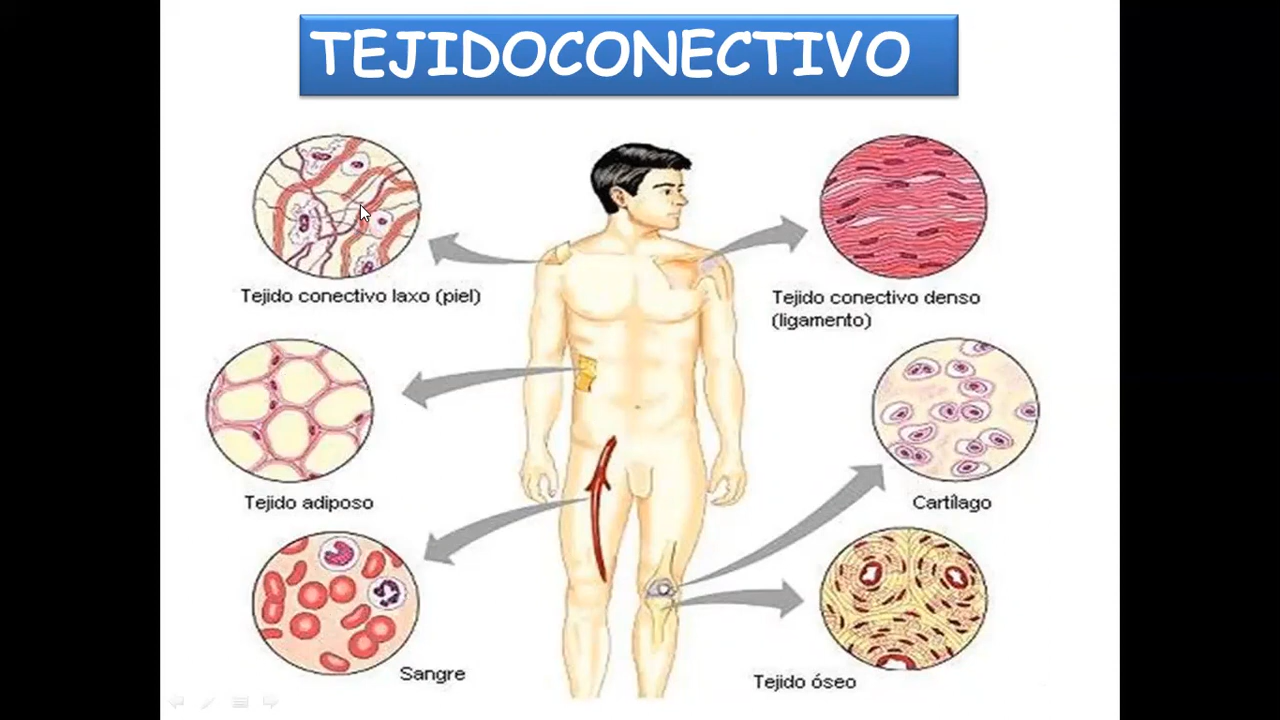 TEJIDOCONECTIVO
Tejido conectivo laxo (piel)
Tejido conectivo denso
(ligamento)
Tejido adiposo
Cartílago
Sangre
Tejido óseo